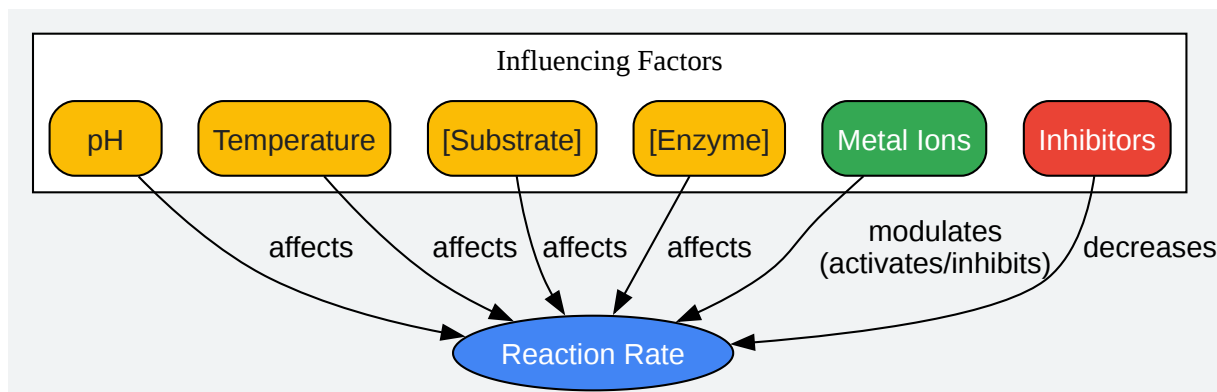 Influencing Factors
pH
Temperature
[Substrate]
[Enzyme]
Metal Ions
Inhibitors
affects
affects
affects
affects
modulates
(activates/inhibits)
decreases
Reaction Rate